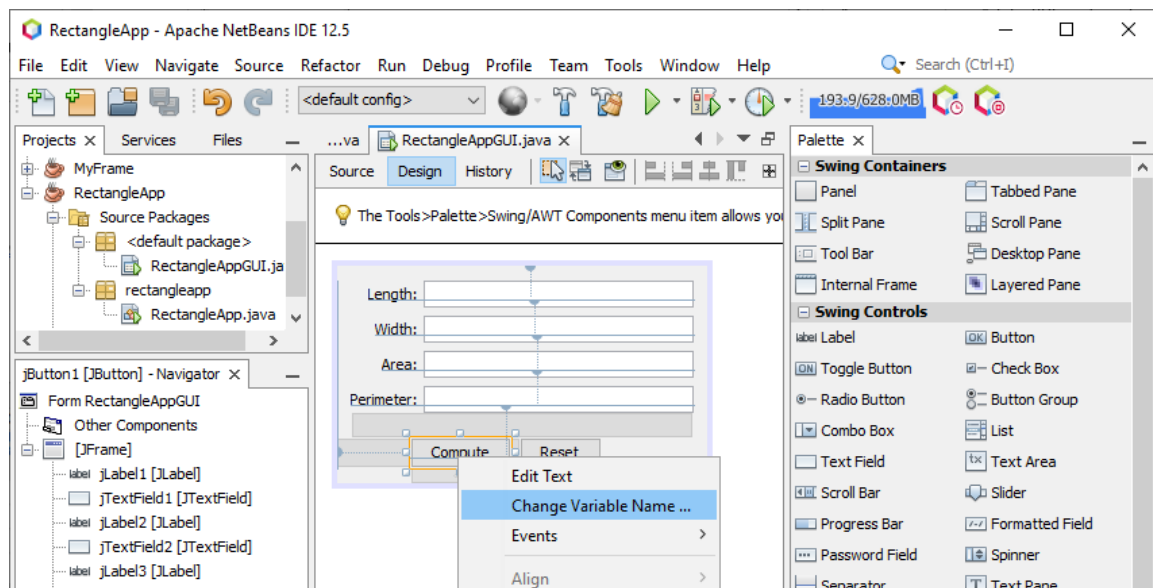 RectangleApp - Apache NetBeans IDE 12.5
File Edit View Navigate Source Refactor Run Debug Profile Team Tools Window Help Search (Ctrl+I)
<default config> 193:9/628:0MB
Projects Services Files
MyFrame
RectangleApp
Source Packages
<default package>
RectangleAppGUI.ja
rectangleapp
RectangleApp.java
jButton1 [JButton] - Navigator
Form RectangleAppGUI
Other Components
[JFrame]
label jLabel1 [JLabel]
jTextField1 [JTextField]
label jLabel2 [JLabel]
jTextField2 [JTextField]
label jLabel3 [JLabel]
...va RectangleAppGUI.java
Source Design History
The Tools>Palette>Swing/AWT Components menu item allows you
Length:
Width:
Area:
Perimeter:
Compute Reset
Edit Text
Change Variable Name ...
Events
Align
Palette
Swing Containers
Panel Tabbed Pane
Split Pane Scroll Pane
Tool Bar Desktop Pane
Internal Frame Layered Pane
Swing Controls
label Label OK Button
ON Toggle Button Check Box
Radio Button Button Group
Combo Box List
Text Field tx Text Area
Scroll Bar Slider
Progress Bar Formatted Field
Password Field Spinner
Separator T Text Pane